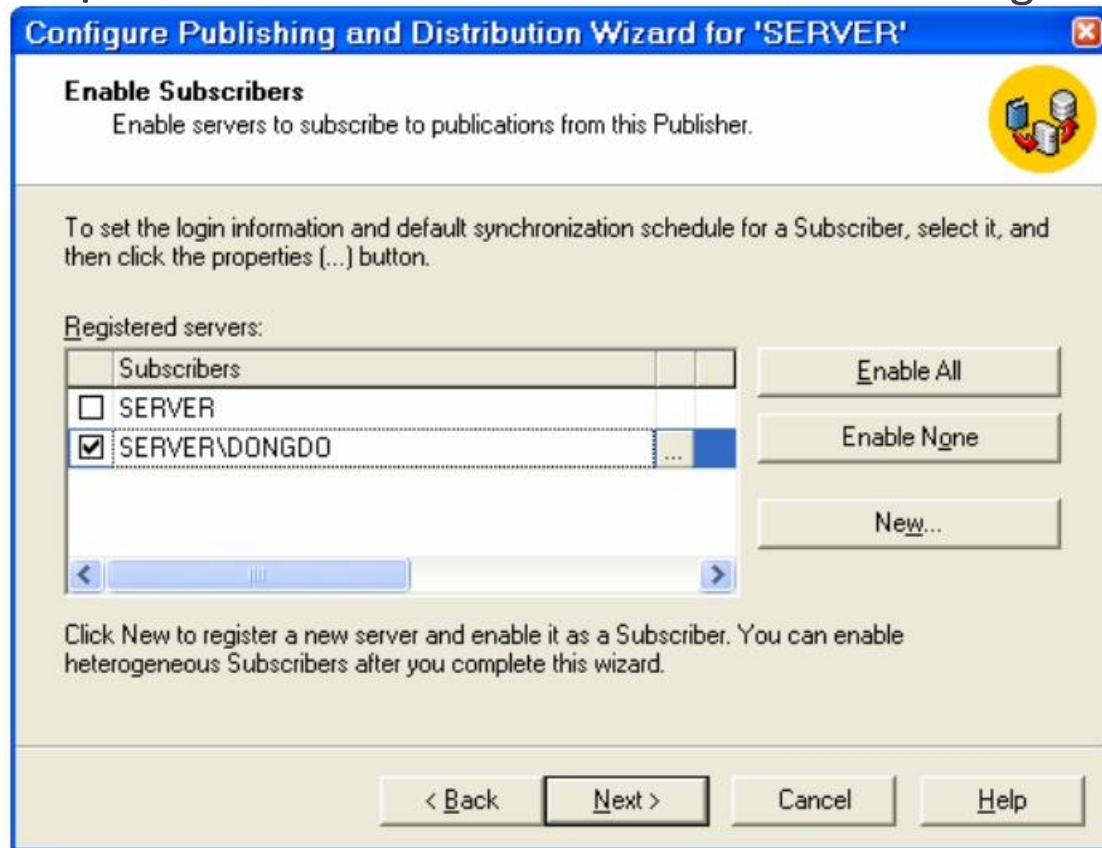 Configure Publishing and Distribution Wizard for 'SERVER'
Enable Subscribers
Enable servers to subscribe to publications from this Publisher.
To set the login information and default synchronization schedule for a Subscriber, select it, and
then click the properties (...) button.
Registered servers:
Subscribers
SERVER
SERVER\DONGDO
...
Enable All
Enable None
New...
Click New to register a new server and enable it as a Subscriber. You can enable
heterogeneous Subscribers after you complete this wizard.
< Back
Next >
Cancel
Help